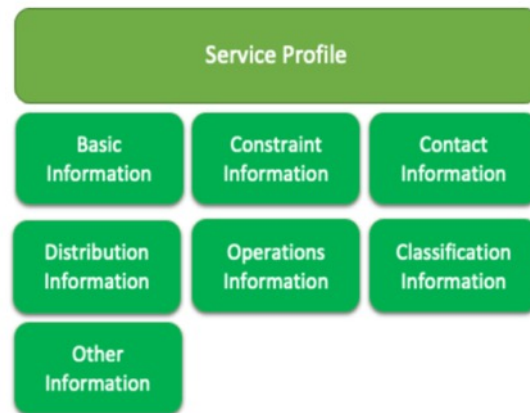 Service Profile
Basic
Information
Constraint
Information
Contact
Information
Distribution
Information
Operations
Information
Classification
Information
Other
Information